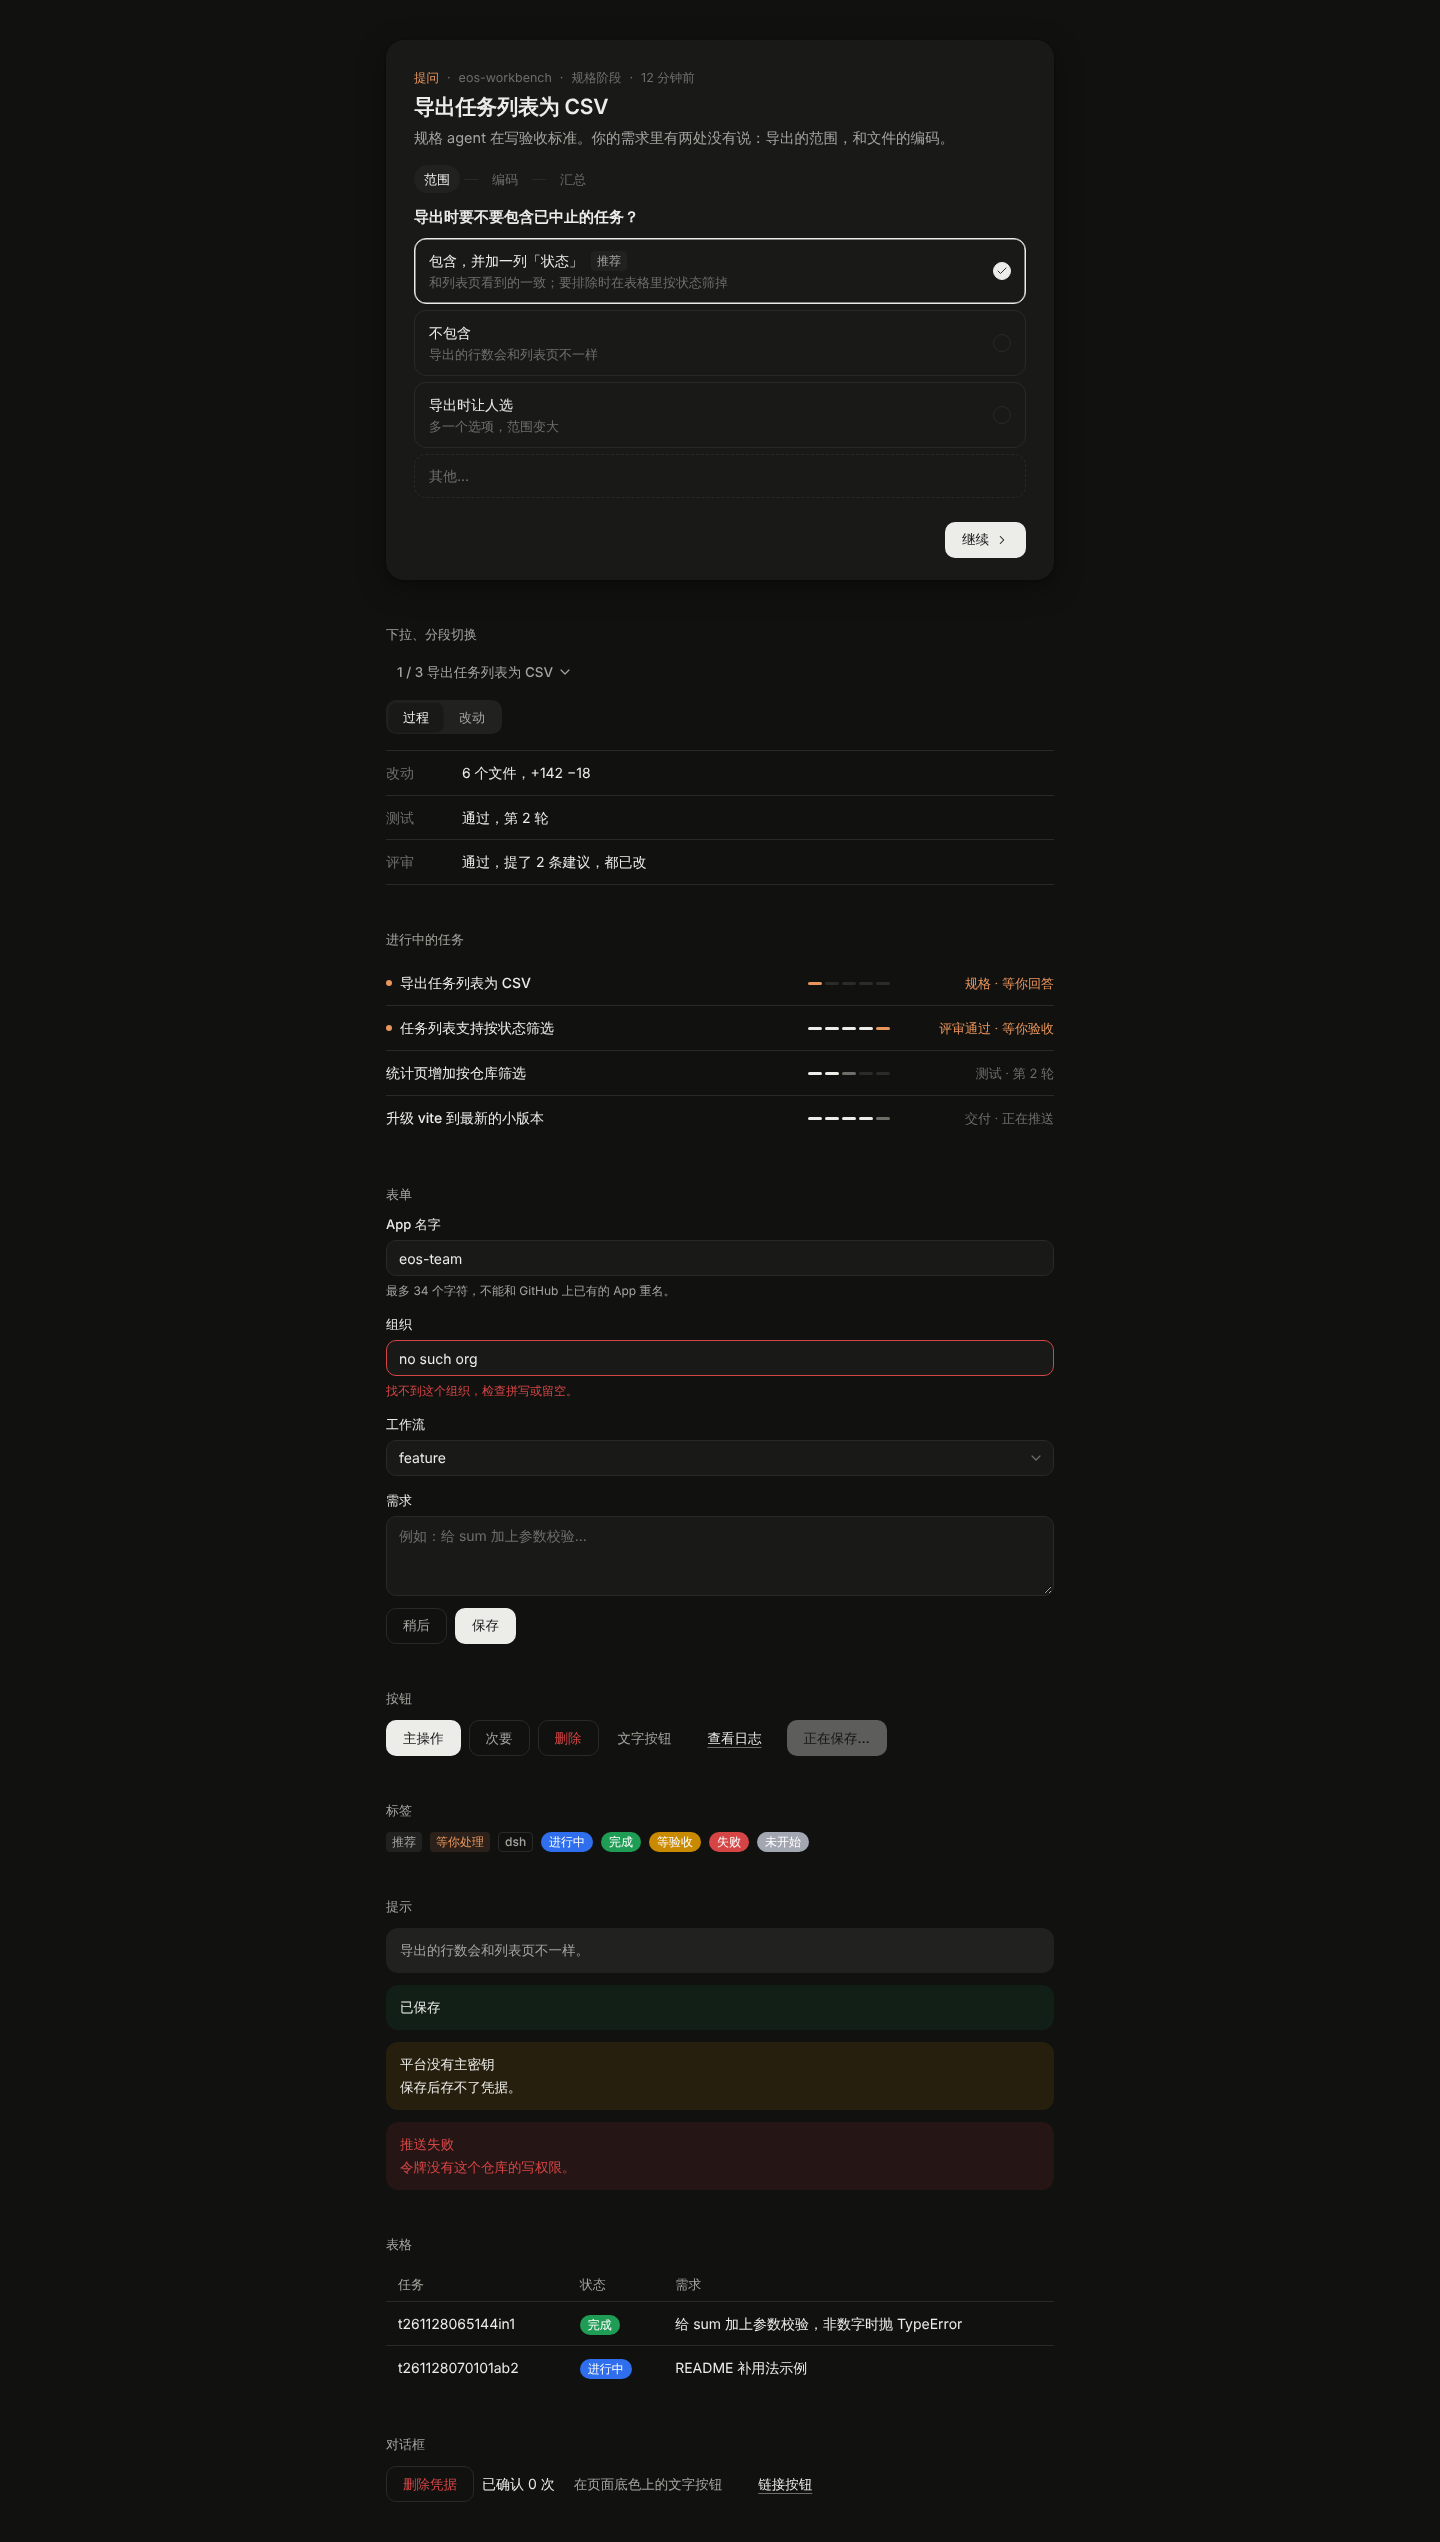 提问 · eos-workbench · 规格阶段 · 12 分钟前
导出任务列表为 CSV
规格 agent 在写验收标准。你的需求里有两处没有说：导出的范围，和文件的编码。
范围 — 编码 — 汇总
导出时要不要包含已中止的任务？
包含，并加一列「状态」 推荐
和列表页看到的一致；要排除时在表格里按状态筛掉
不包含
导出的行数会和列表页不一样
导出时让人选
多一个选项，范围变大
其他...
继续
下拉、分段切换
1 / 3 导出任务列表为 CSV
过程 改动
改动 6 个文件，+142 −18
测试 通过，第 2 轮
评审 通过，提了 2 条建议，都已改
进行中的任务
导出任务列表为 CSV 规格 · 等你回答
任务列表支持按状态筛选 评审通过 · 等你验收
统计页增加按仓库筛选 测试 · 第 2 轮
升级 vite 到最新的小版本 交付 · 正在推送
表单
App 名字
eos-team
最多 34 个字符，不能和 GitHub 上已有的 App 重名。
组织
no such org
找不到这个组织，检查拼写或留空。
工作流
feature
需求
例如：给 sum 加上参数校验...
稍后 保存
按钮
主操作 次要 删除 文字按钮 查看日志 正在保存...
标签
推荐 等你处理 dsh 进行中 完成 等验收 失败 未开始
提示
导出的行数会和列表页不一样。
已保存
平台没有主密钥
保存后存不了凭据。
推送失败
令牌没有这个仓库的写权限。
表格
任务 状态 需求
t261128065144in1 完成 给 sum 加上参数校验，非数字时抛 TypeError
t261128070101ab2 进行中 README 补用法示例
对话框
删除凭据 已确认 0 次 在页面底色上的文字按钮 链接按钮